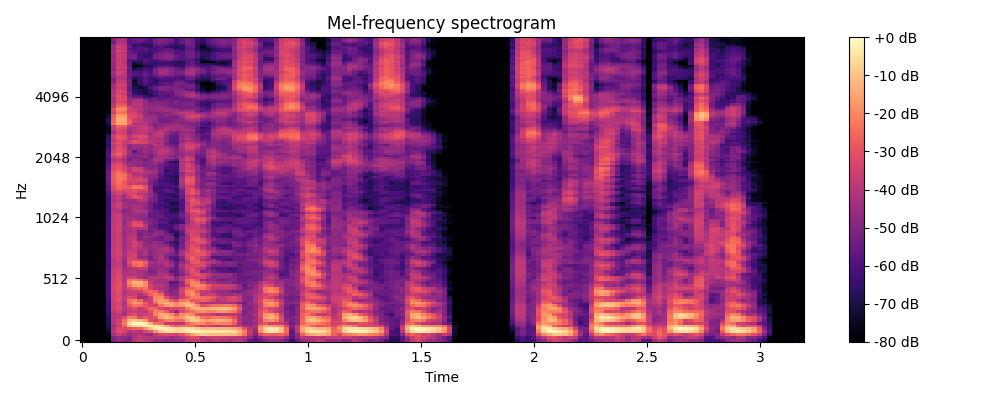 Mel-frequency spectrogram
+0 dB
-10 dB
-20 dB
-30 dB
-40 dB
-50 dB
-60 dB
-70 dB
-80 dB
4096
2048
1024
512
0
Hz
0 0.5 1 1.5 2 2.5 3
Time